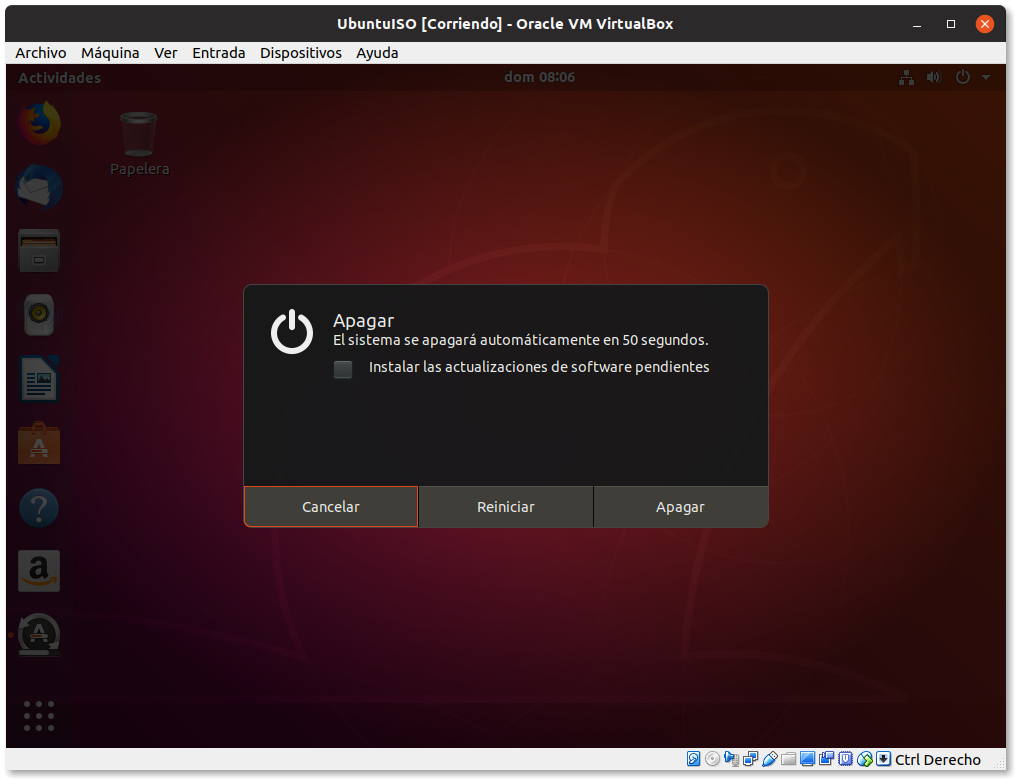 UbuntuISO [Corriendo] - Oracle VM VirtualBox
Archivo Máquina Ver Entrada Dispositivos Ayuda
Actividades dom 08:06
Papelera
Apagar
El sistema se apagará automáticamente en 50 segundos.
Instalar las actualizaciones de software pendientes
Cancelar Reiniciar Apagar
Ctrl Derecho